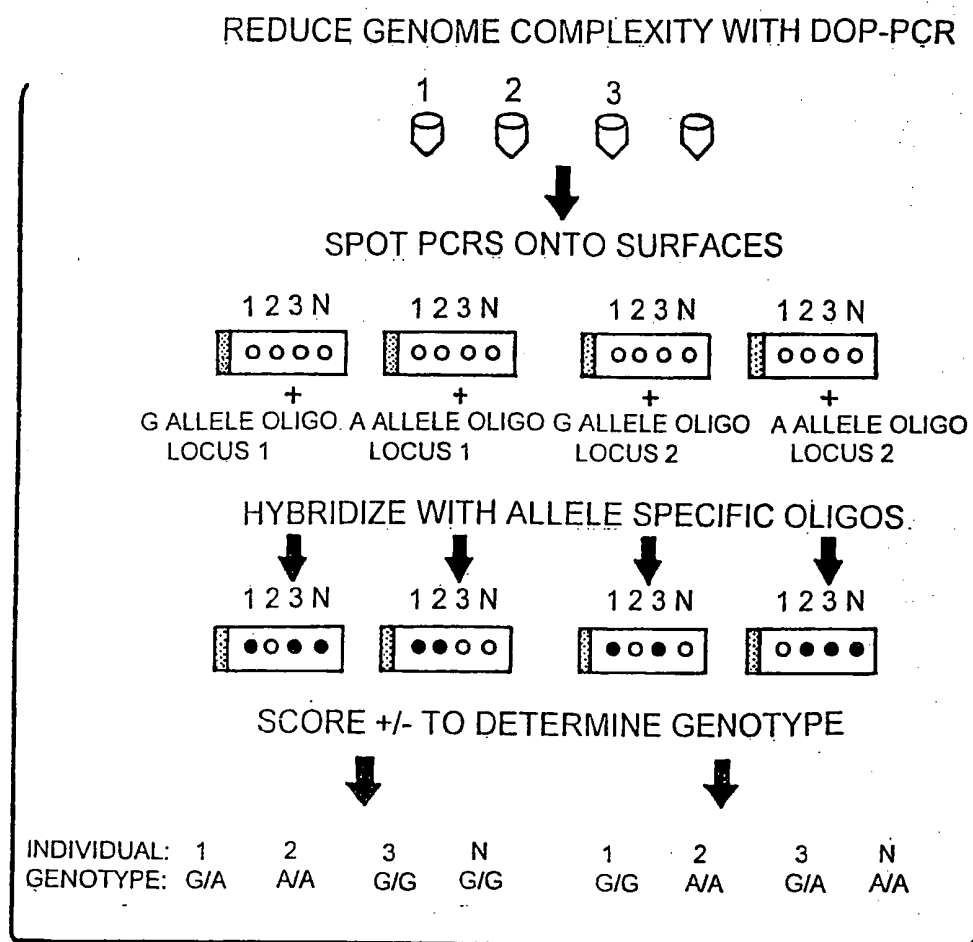 REDUCE GENOME COMPLEXITY WITH DOP-PCR
1 2 3
SPOT PCRS ONTO SURFACES
1 2 3 N 1 2 3 N 1 2 3 N 1 2 3 N
+ + + +
G ALLELE OLIGO. A ALLELE OLIGO G ALLELE OLIGO A ALLELE OLIGO
LOCUS 1 LOCUS 1 LOCUS 2 LOCUS 2
HYBRIDIZE WITH ALLELE SPECIFIC OLIGOS.
1 2 3 N 1 2 3 N 1 2 3 N 1 2 3 N
SCORE +/- TO DETERMINE GENOTYPE
INDIVIDUAL: 1 2 3 N 1 2 3 N
GENOTYPE: G/A A/A G/G G/G G/G A/A G/A A/A